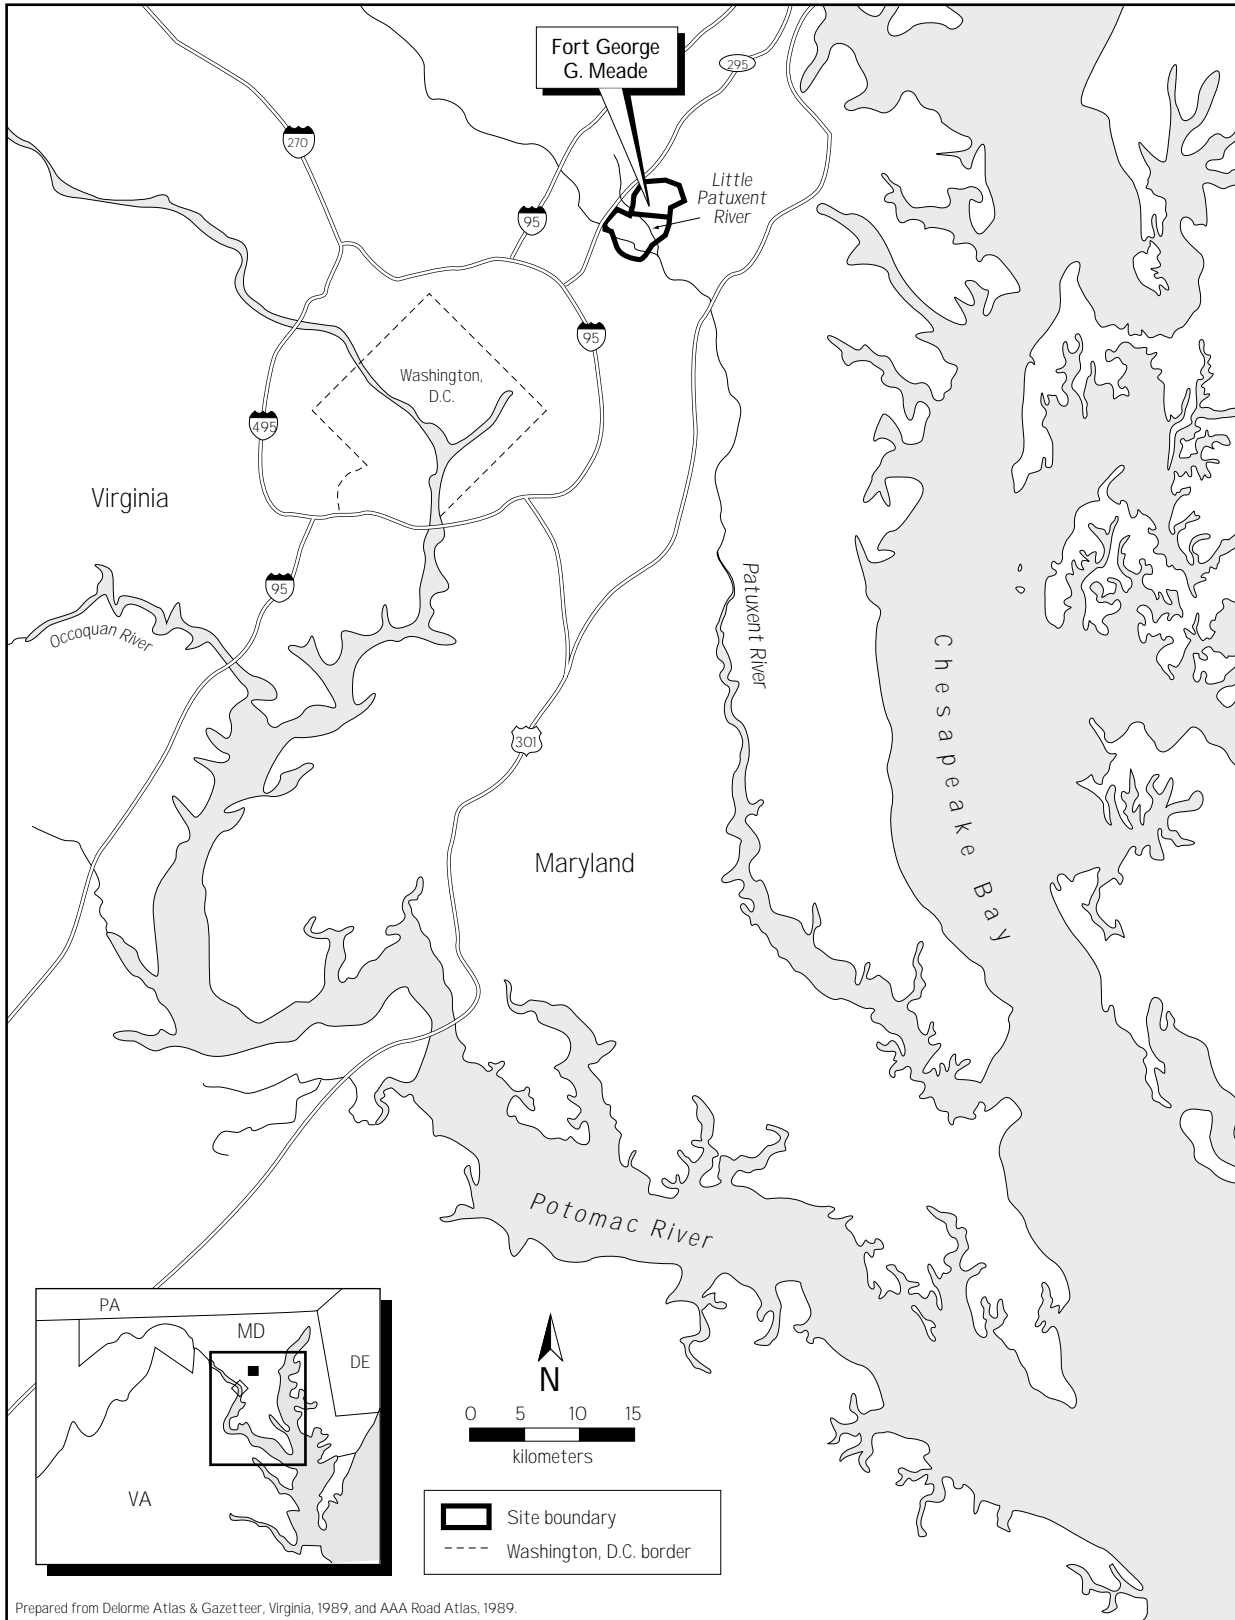 Fort George
G. Meade
295
270
Little
Patuxent
River
95
95
Washington,
D.C.
495
Virginia
95
Occoquan River
Patuxent River
Chesapeake Bay
301
Maryland
Potomac River
PA
MD
DE
VA
N
0 5 10 15
kilometers
Site boundary
Washington, D.C. border
Prepared from Delorme Atlas & Gazetteer, Virginia, 1989, and AAA Road Atlas, 1989.